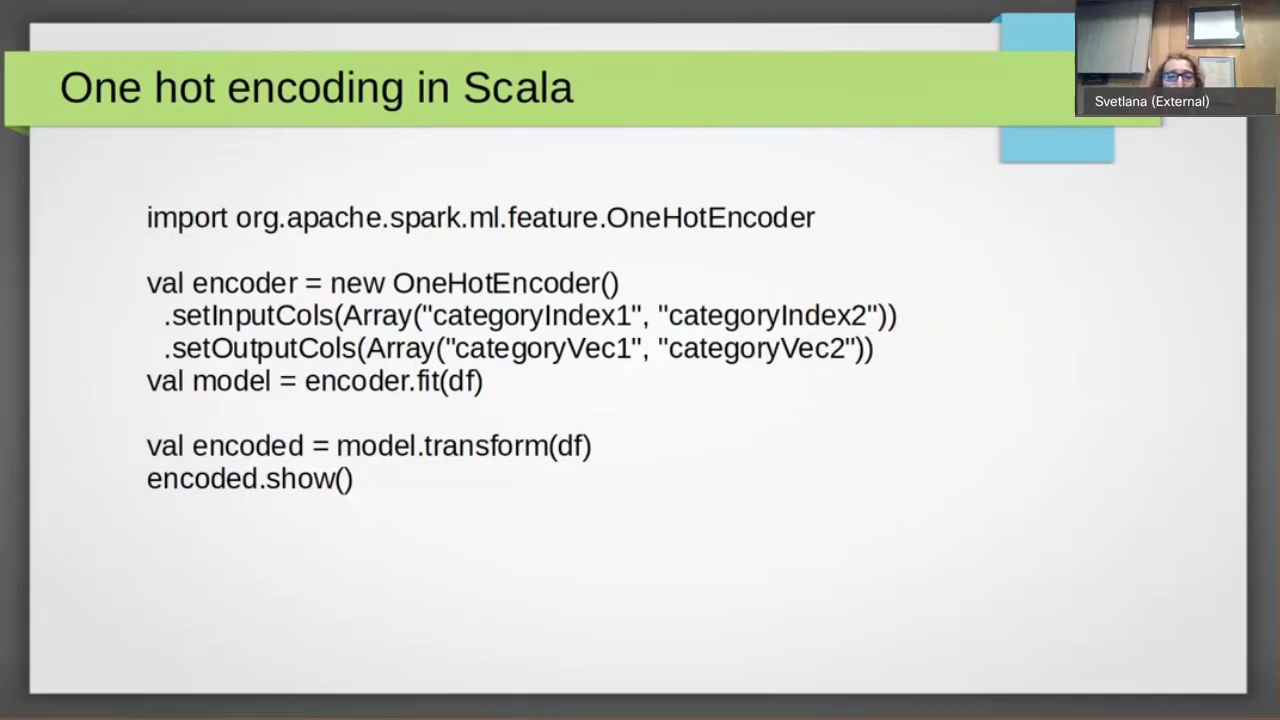 One hot encoding in Scala
Svetlana (External)
import org.apache.spark.ml.feature.OneHotEncoder
val encoder = new OneHotEncoder()
.setInputCols(Array("categoryIndex1", "categoryIndex2"))
.setOutputCols(Array("categoryVec1", "categoryVec2"))
val model = encoder.fit(df)
val encoded = model.transform(df)
encoded.show()